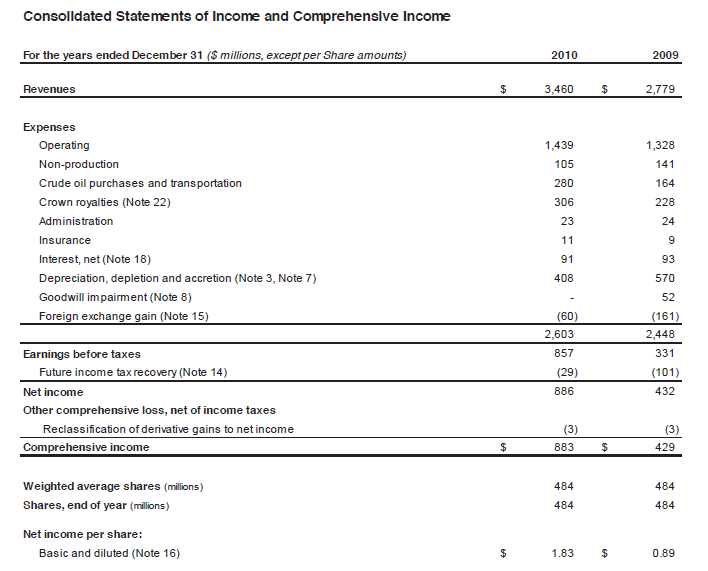 Consolidated Statements of Income and Comprehensive Income
For the years ended December 31 ($ millions, except per Share amounts) 2010 2009
Revenues $ 3,460 $ 2,779
Expenses
Operating 1,439 1,328
Non-production 105 141
Crude oil purchases and transportation 280 164
Crown royalties (Note 22) 306 228
Administration 23 24
Insurance 11 9
Interest, net (Note 18) 91 93
Depreciation, depletion and accretion (Note 3, Note 7) 408 570
Goodwill impairment (Note 8) - 52
Foreign exchange gain (Note 15) (60) (161)
2,603 2,448
Earnings before taxes 857 331
Future income tax recovery (Note 14) (29) (101)
Net income 886 432
Other comprehensive loss, net of income taxes
Reclassification of derivative gains to net income (3) (3)
Comprehensive income $ 883 $ 429
Weighted average shares (millions) 484 484
Shares, end of year (millions) 484 484
Net income per share:
Basic and diluted (Note 16) $ 1.83 $ 0.89